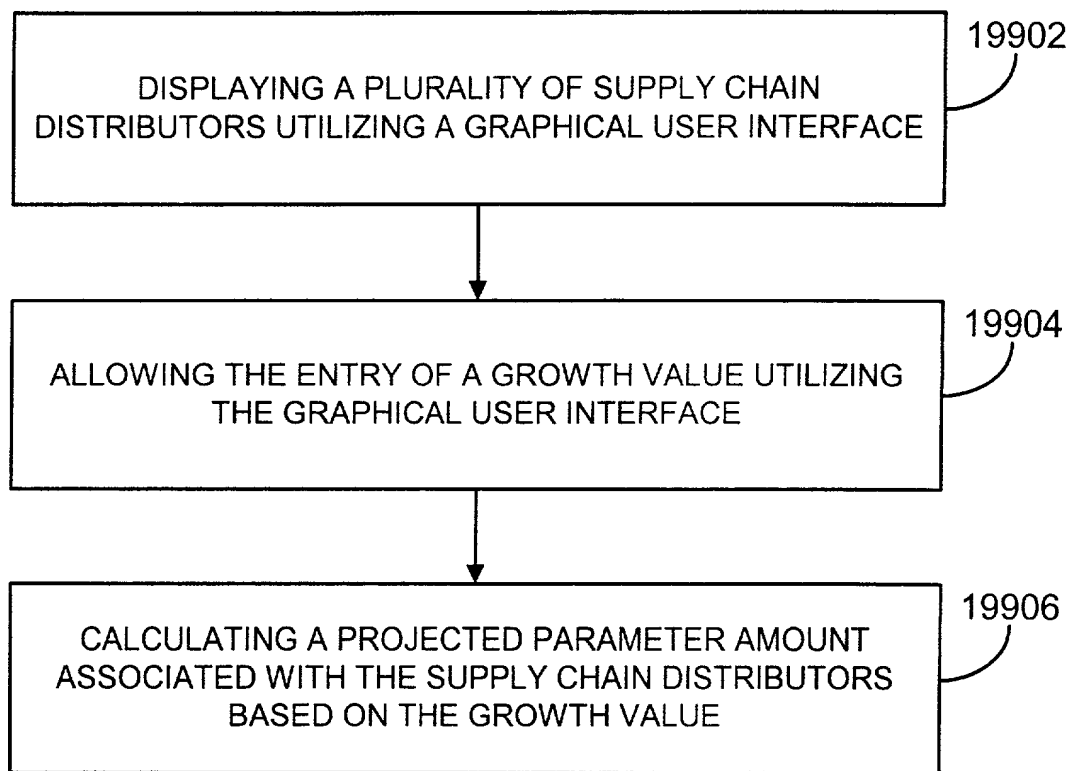 19902
DISPLAYING A PLURALITY OF SUPPLY CHAIN
DISTRIBUTORS UTILIZING A GRAPHICAL USER INTERFACE
19904
ALLOWING THE ENTRY OF A GROWTH VALUE UTILIZING
THE GRAPHICAL USER INTERFACE
19906
CALCULATING A PROJECTED PARAMETER AMOUNT
ASSOCIATED WITH THE SUPPLY CHAIN DISTRIBUTORS
BASED ON THE GROWTH VALUE